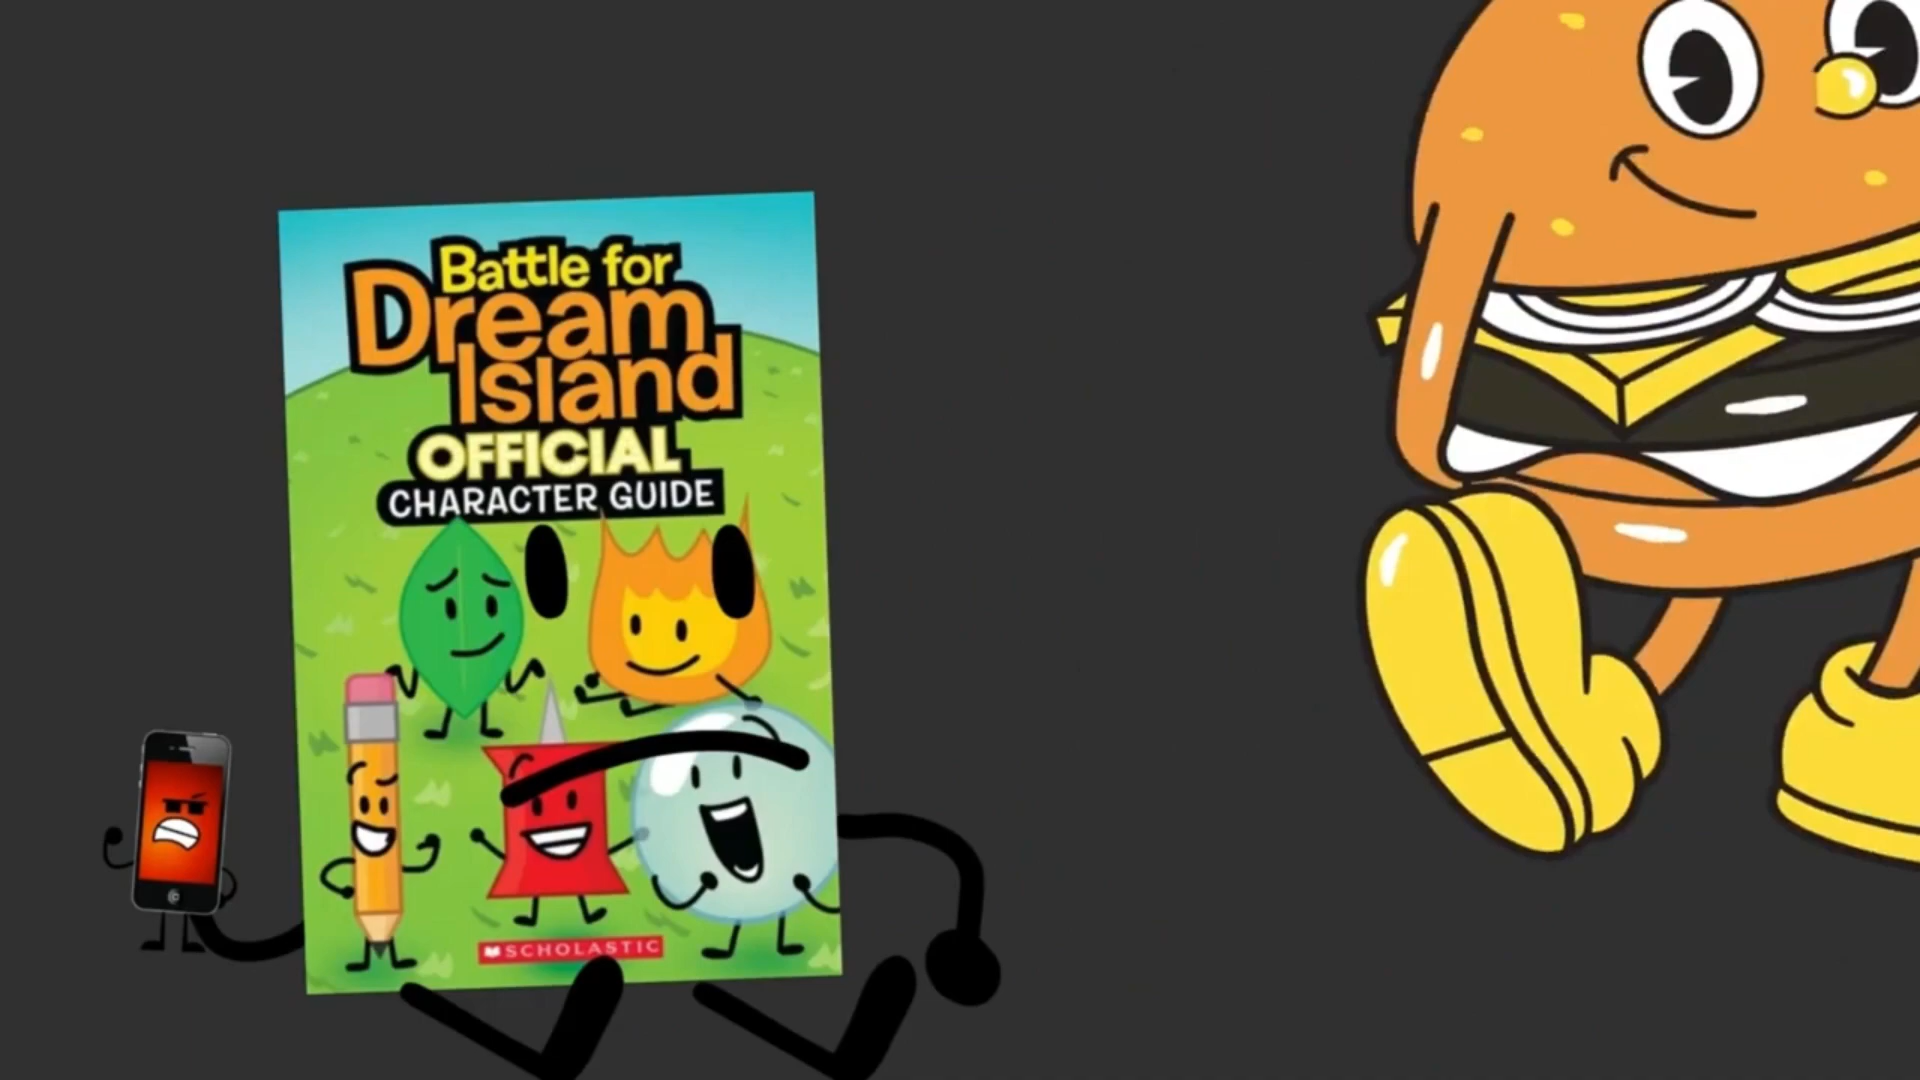 Battle for
Dream
Island
OFFICIAL
CHARACTER GUIDE
SCHOLASTIC